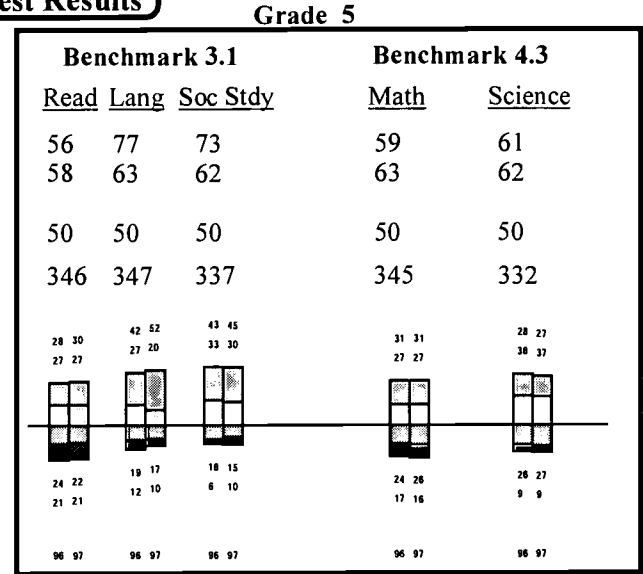 est Results
Grade 5
Benchmark 3.1 Benchmark 4.3
Read Lang Soc Stdy Math Science
56 77 73 59 61
58 63 62 63 62
50 50 50 50 50
346 347 337 345 332
28 30 42 52 43 45 31 31 28 27
27 27 27 20 33 30 27 27 38 37
24 22 19 17 18 15 24 26 26 27
21 21 12 10 6 10 17 16 9 9
96 97 96 97 96 97 96 97 96 97